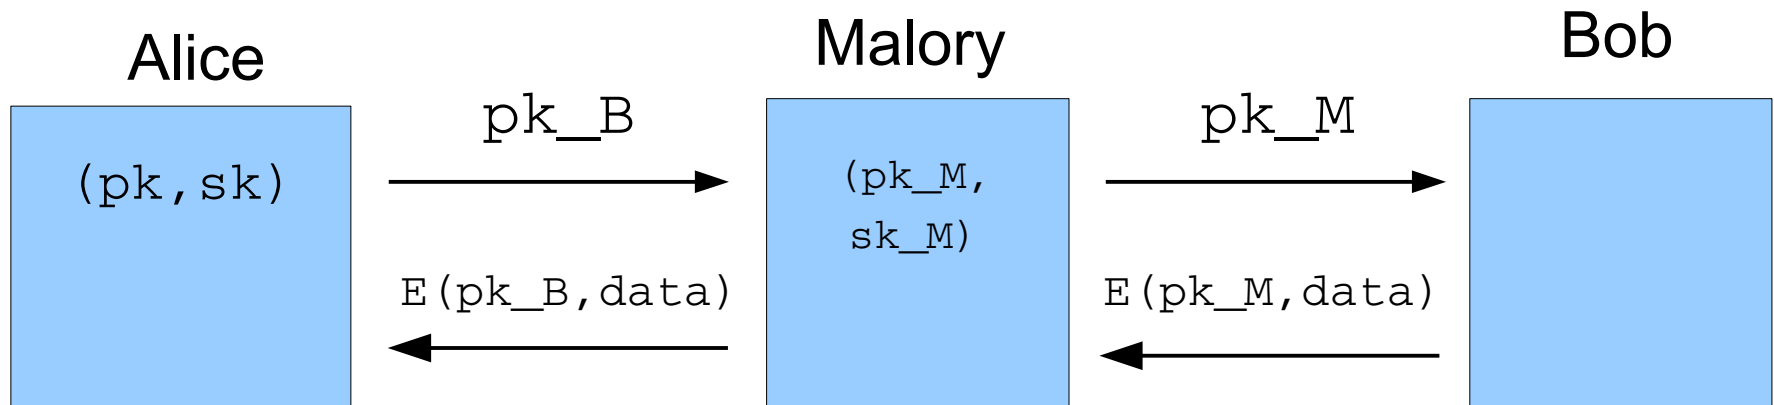 Alice
Malory
Bob
pk_B
pk_M
(pk,sk)
(pk_M,
sk_M)
E(pk_B,data)
E(pk_M,data)